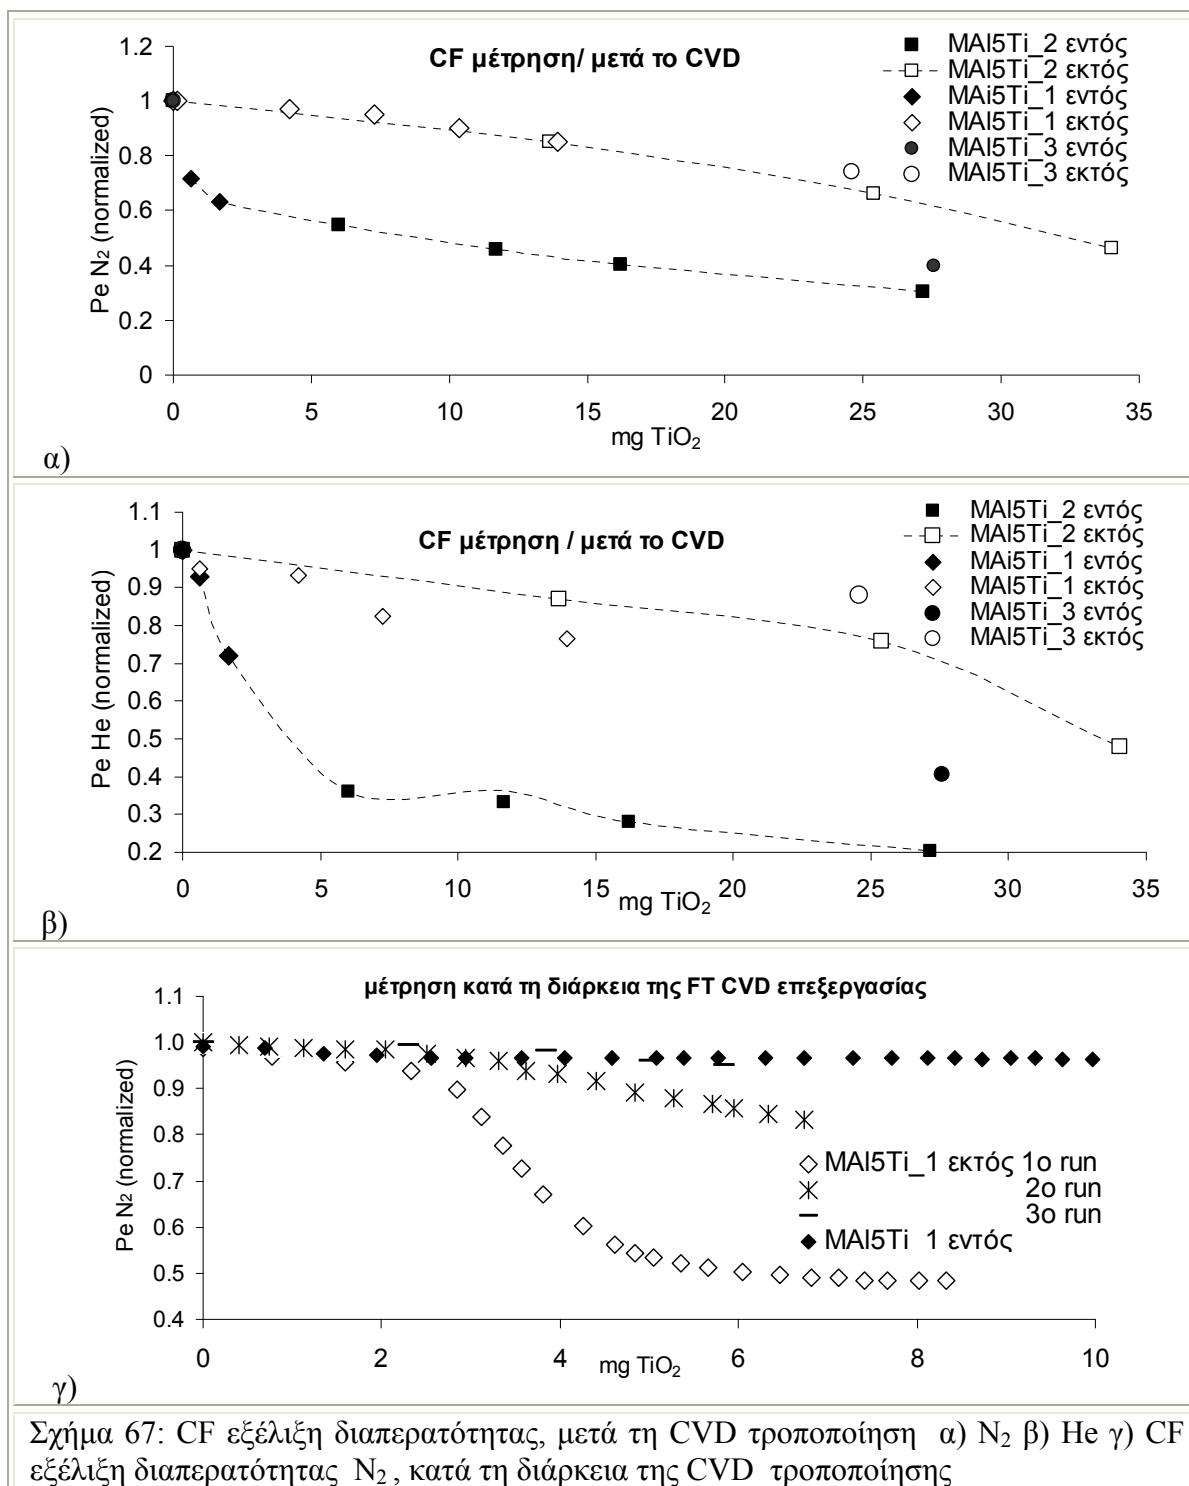 CF μέτρηση/ μετά το CVD
MAl5Ti_2 εντός
MAl5Ti_2 εκτός
MAi5Ti_1 εντός
MAl5Ti_1 εκτός
MAl5Ti_3 εντός
MAl5Ti_3 εκτός
Pe N2 (normalized)
1.2
1
0.8
0.6
0.4
0.2
0
0 5 10 15 20 25 30 35
mg TiO2
α)
CF μέτρηση / μετά το CVD
MAl5Ti_2 εντός
MAl5Ti_2 εκτός
MAi5Ti_1 εντός
MAl5Ti_1 εκτός
MAl5Ti_3 εντός
MAl5Ti_3 εκτός
Pe He (normalized)
1.1
1
0.9
0.8
0.7
0.6
0.5
0.4
0.3
0.2
0 5 10 15 20 25 30 35
mg TiO2
β)
μέτρηση κατά τη διάρκεια της FT CVD επεξεργασίας
Pe N2 (normalized)
1.1
1.0
0.9
0.8
0.7
0.6
0.5
0.4
MAl5Ti_1 εκτός 1ο run
2ο run
3ο run
MAl5Ti 1 εντός
0 2 4 6 8 10
mg TiO2
γ)
Σχήμα 67: CF εξέλιξη διαπερατότητας, μετά τη CVD τροποποίηση α) N2 β) He γ) CF
εξέλιξη διαπερατότητας N2 , κατά τη διάρκεια της CVD τροποποίησης